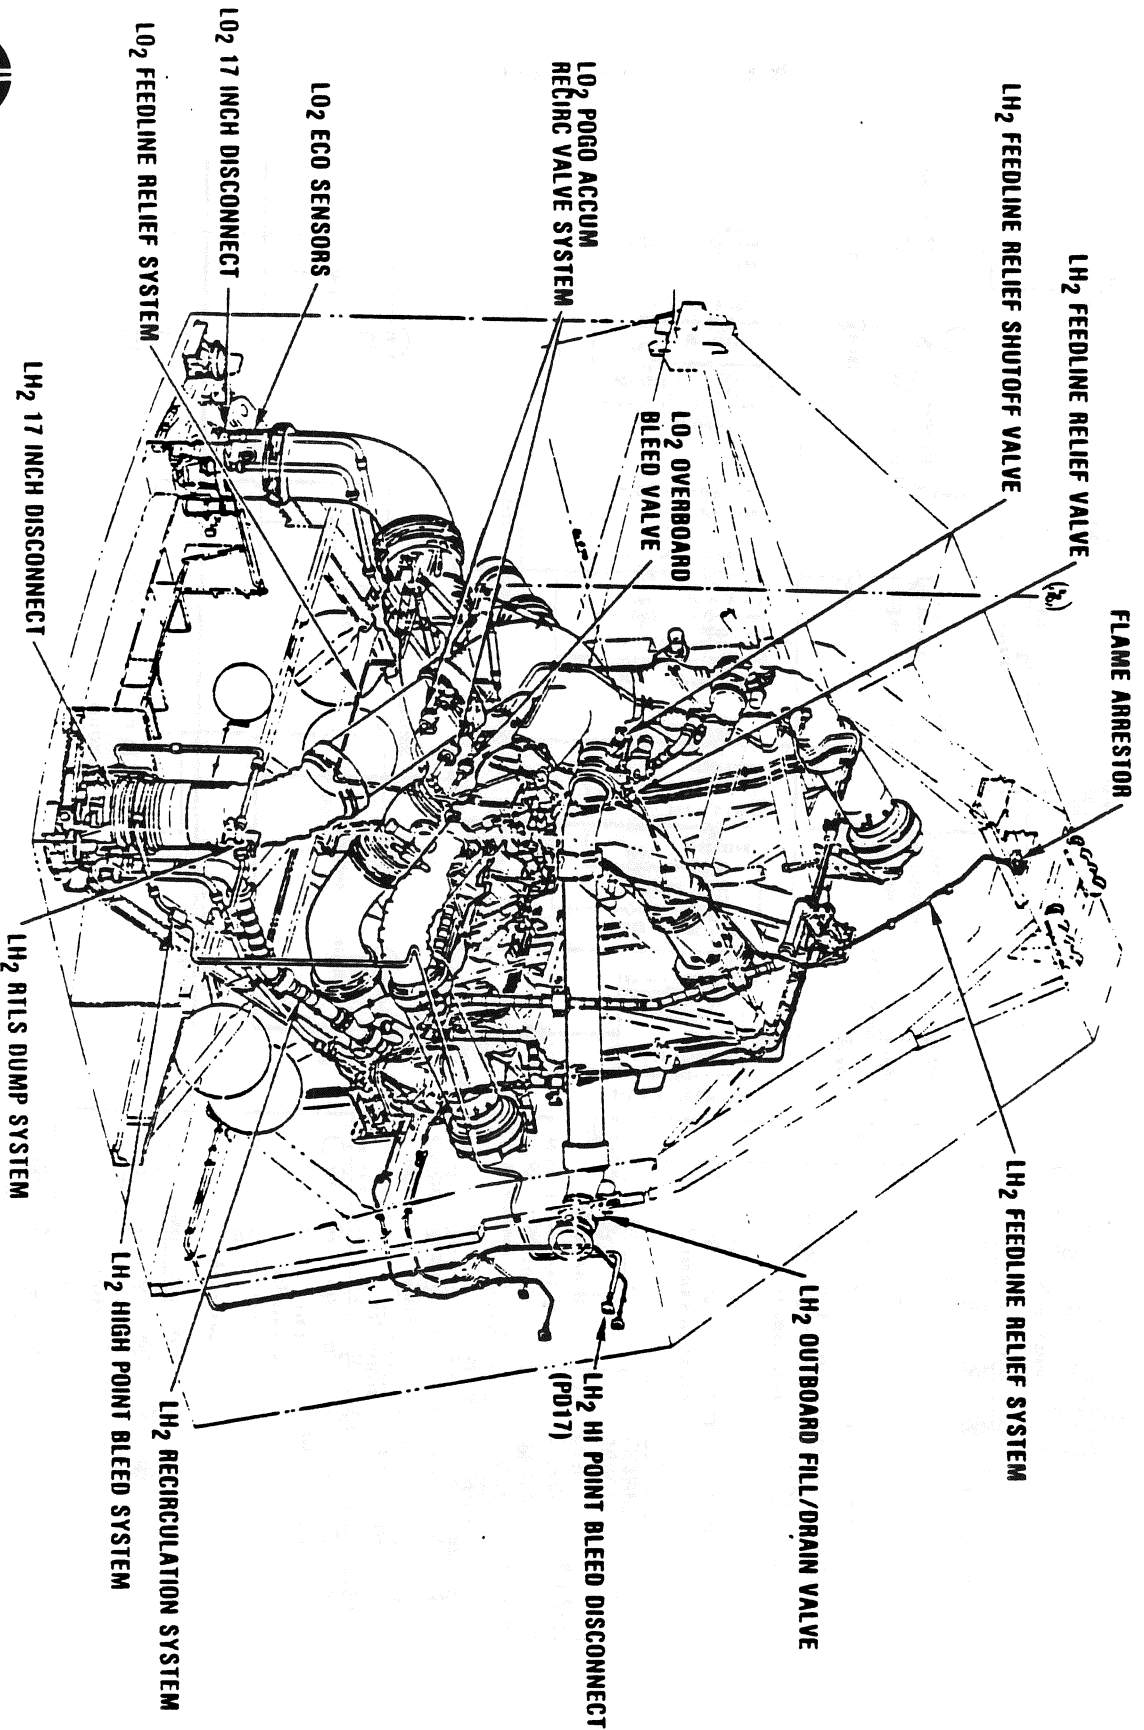 FLAME ARRESTOR
LH₂ FEEDLINE RELIEF VALVE
LH₂ FEEDLINE RELIEF SHUTOFF VALVE
LH₂ FEEDLINE RELIEF SYSTEM
LH₂ OUTBOARD FILL/DRAIN VALVE
LO₂ OVERBOARD
BLEED VALVE
LO₂ POGO ACCUM
RECIRC VALVE SYSTEM
LH₂ HI POINT BLEED DISCONNECT
(PD17)
LO₂ ECO SENSORS
LO₂ 17 INCH DISCONNECT
LO₂ FEEDLINE RELIEF SYSTEM
LH₂ RECIRCULATION SYSTEM
LH₂ HIGH POINT BLEED SYSTEM
LH₂ 17 INCH DISCONNECT
LH₂ RTLS DUMP SYSTEM